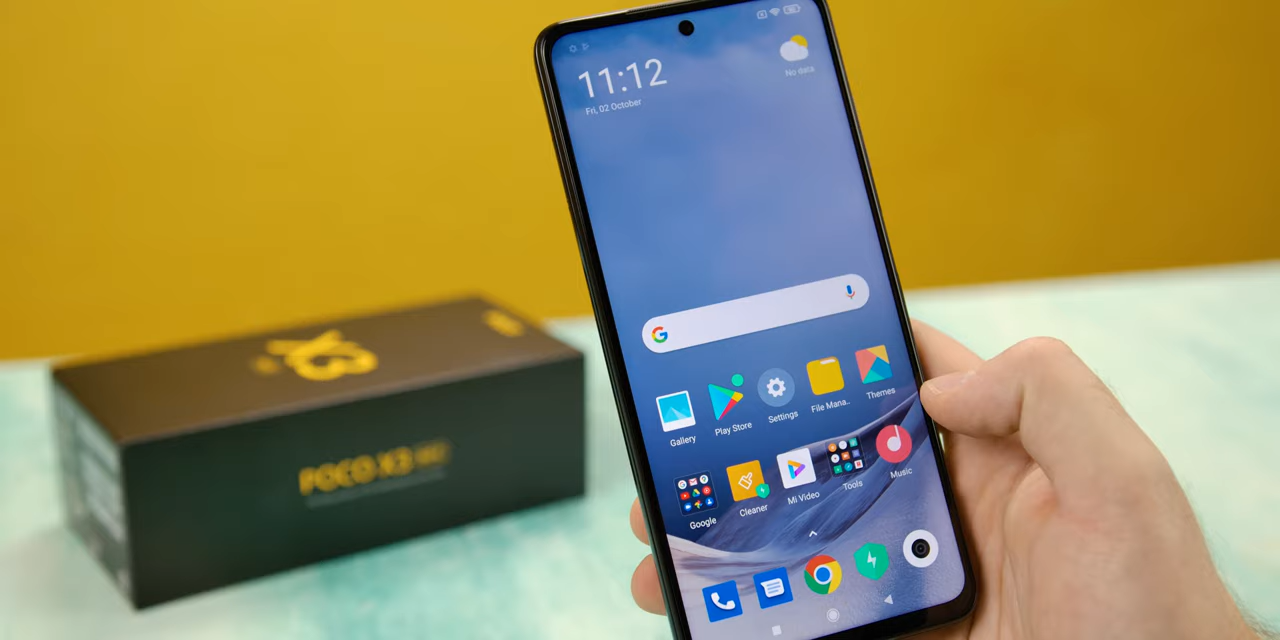 11:12
Fri, 02 October
No data
Gallery
Play Store
Settings
File Mana..
Themes
Google
Cleaner
Mi Video
Tools
Music
X3
POCO X3 NFC